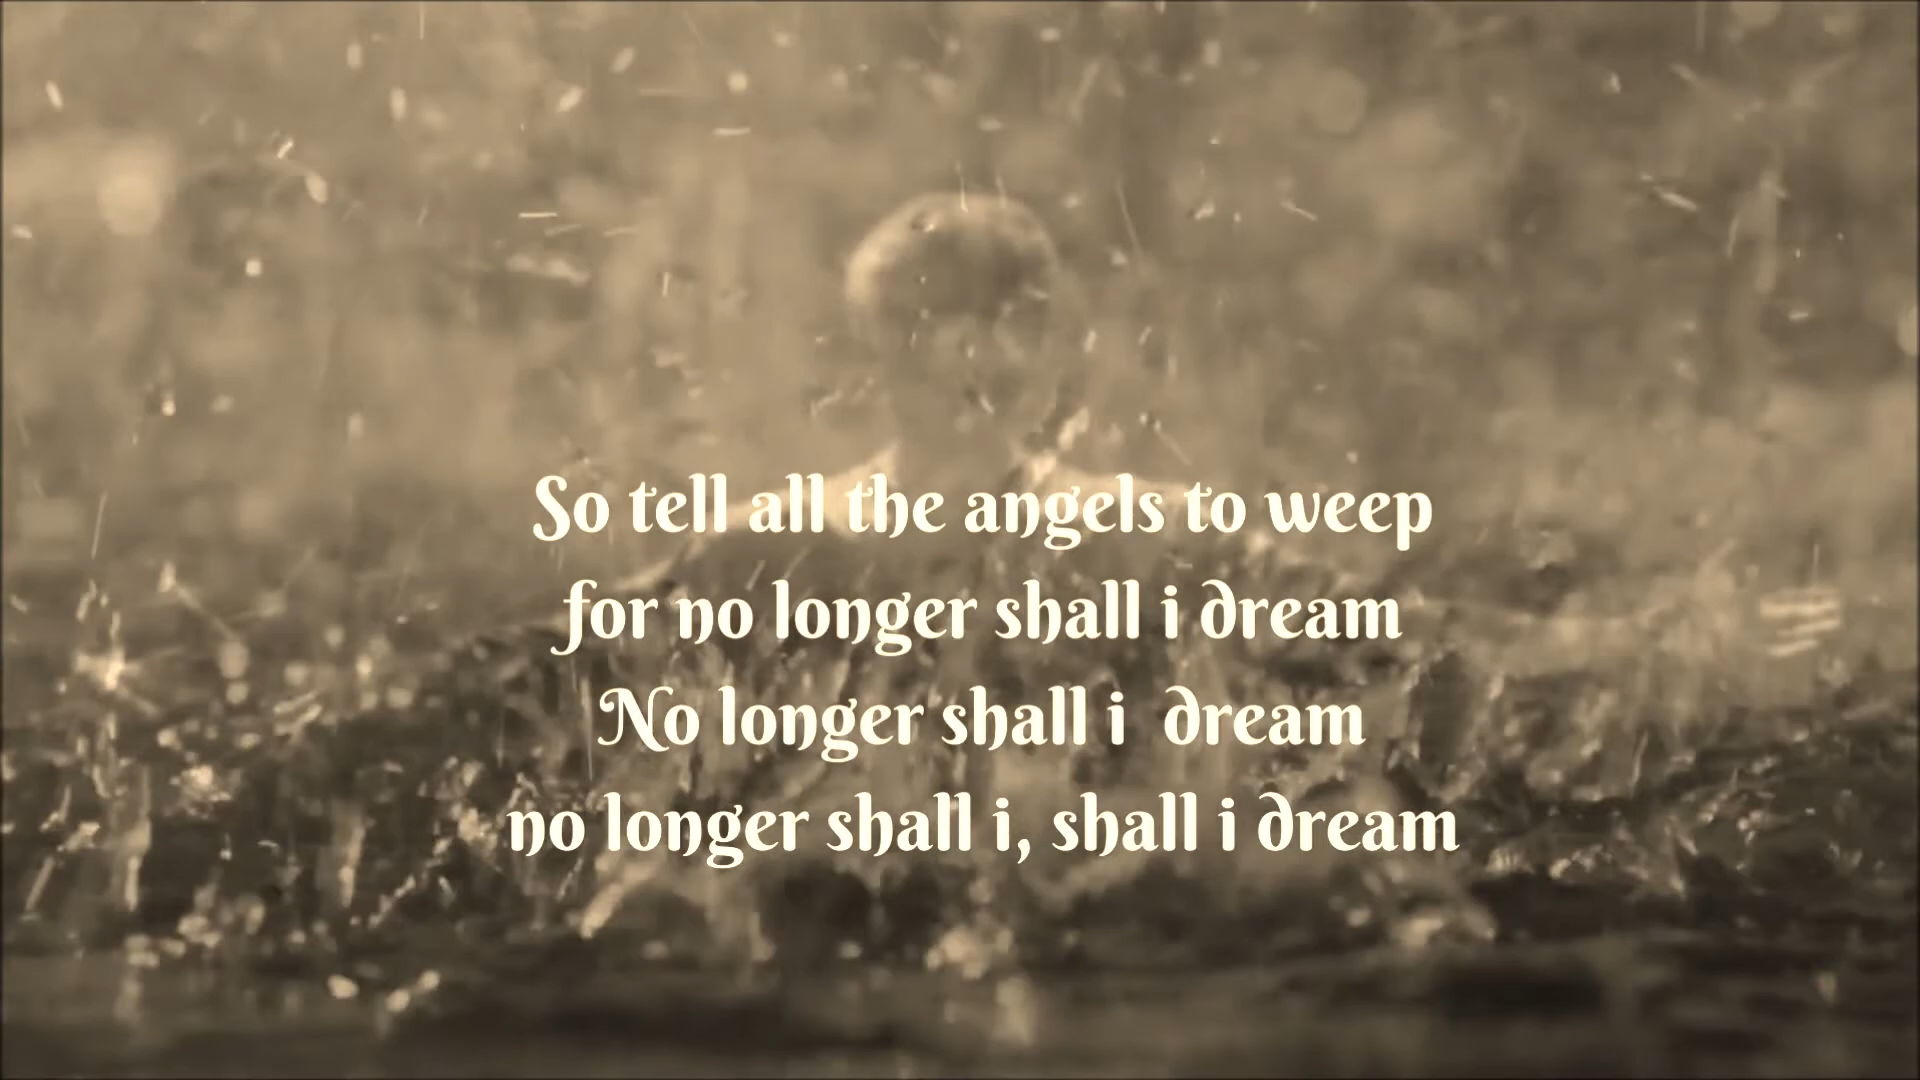 So tell all the angels to weep
for no longer shall i dream
No longer shall i  dream
no longer shall i, shall i dream